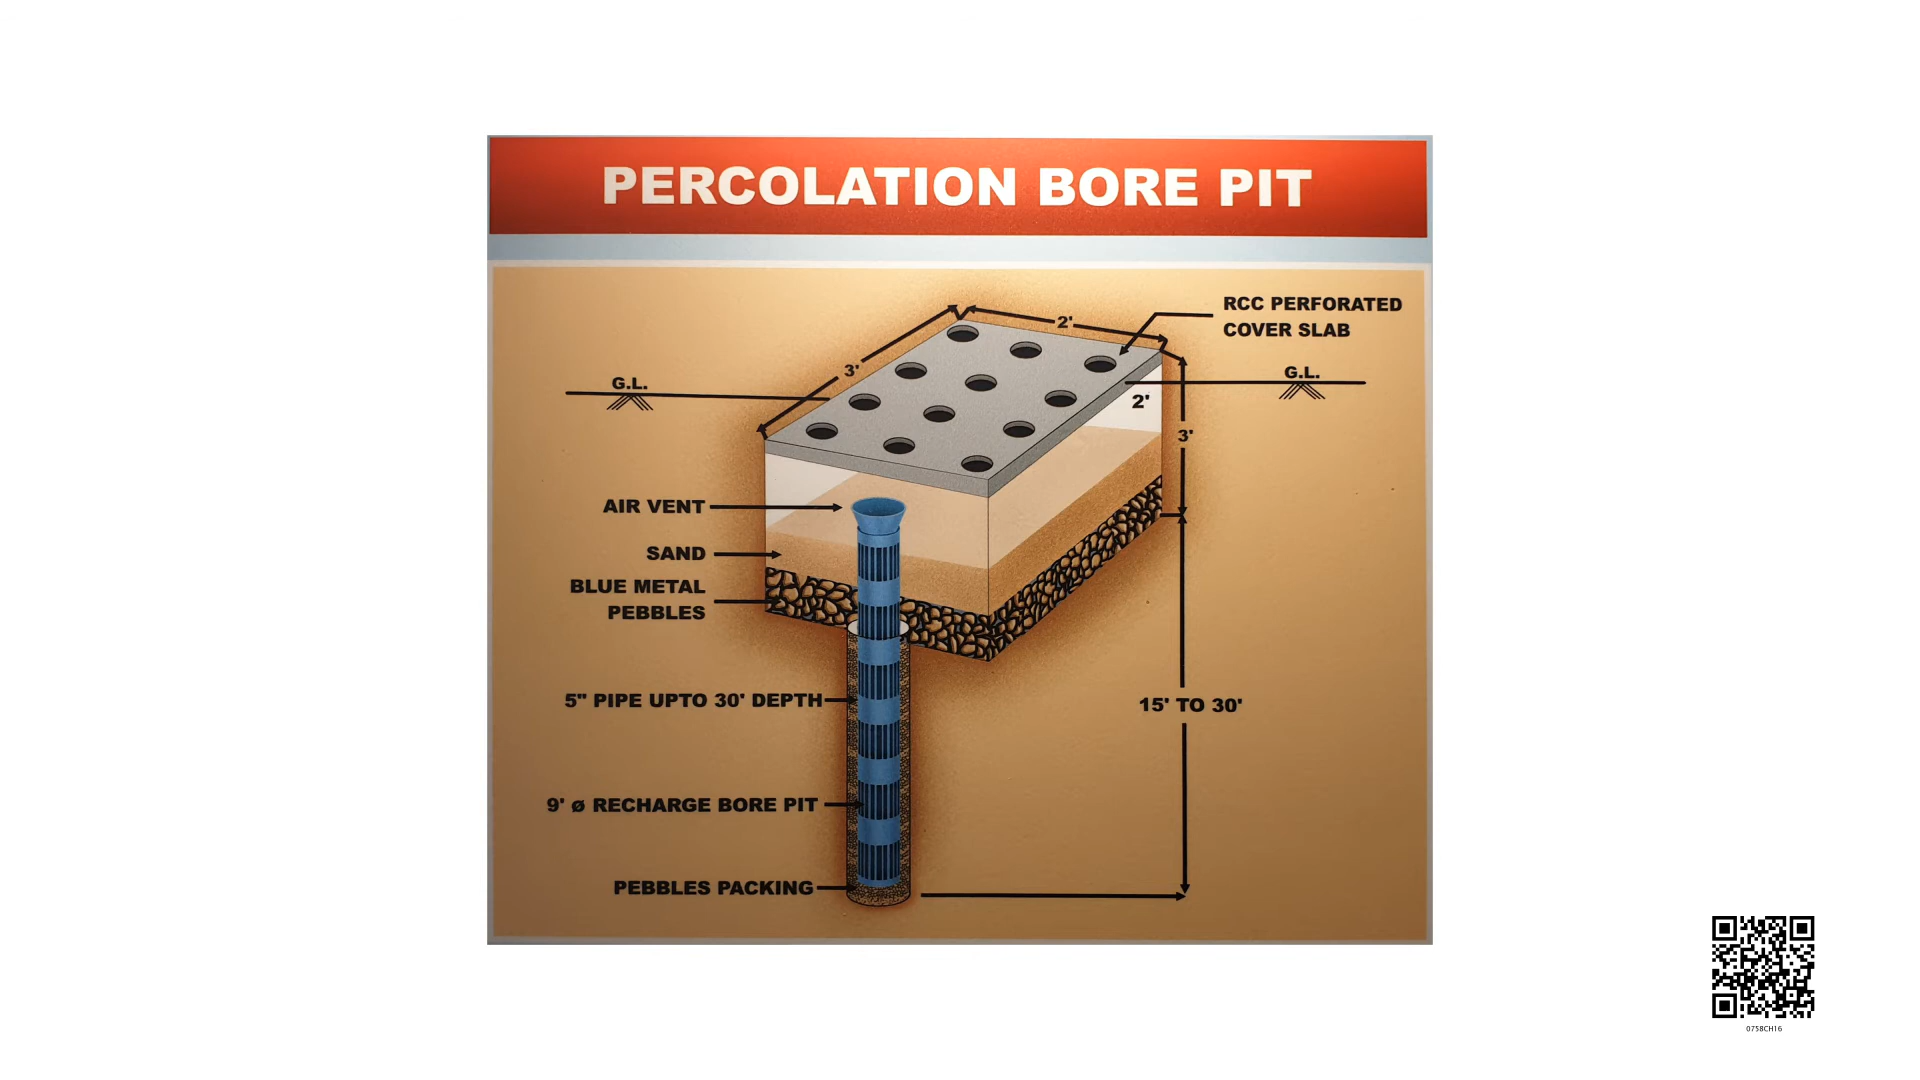 PERCOLATION BORE PIT
RCC PERFORATED
COVER SLAB
2'
3'
G.L.
G.L.
2'
3'
AIR VENT
SAND
BLUE METAL
PEBBLES
5" PIPE UPTO 30' DEPTH
15' TO 30'
9' ø RECHARGE BORE PIT
PEBBLES PACKING
0758CH16